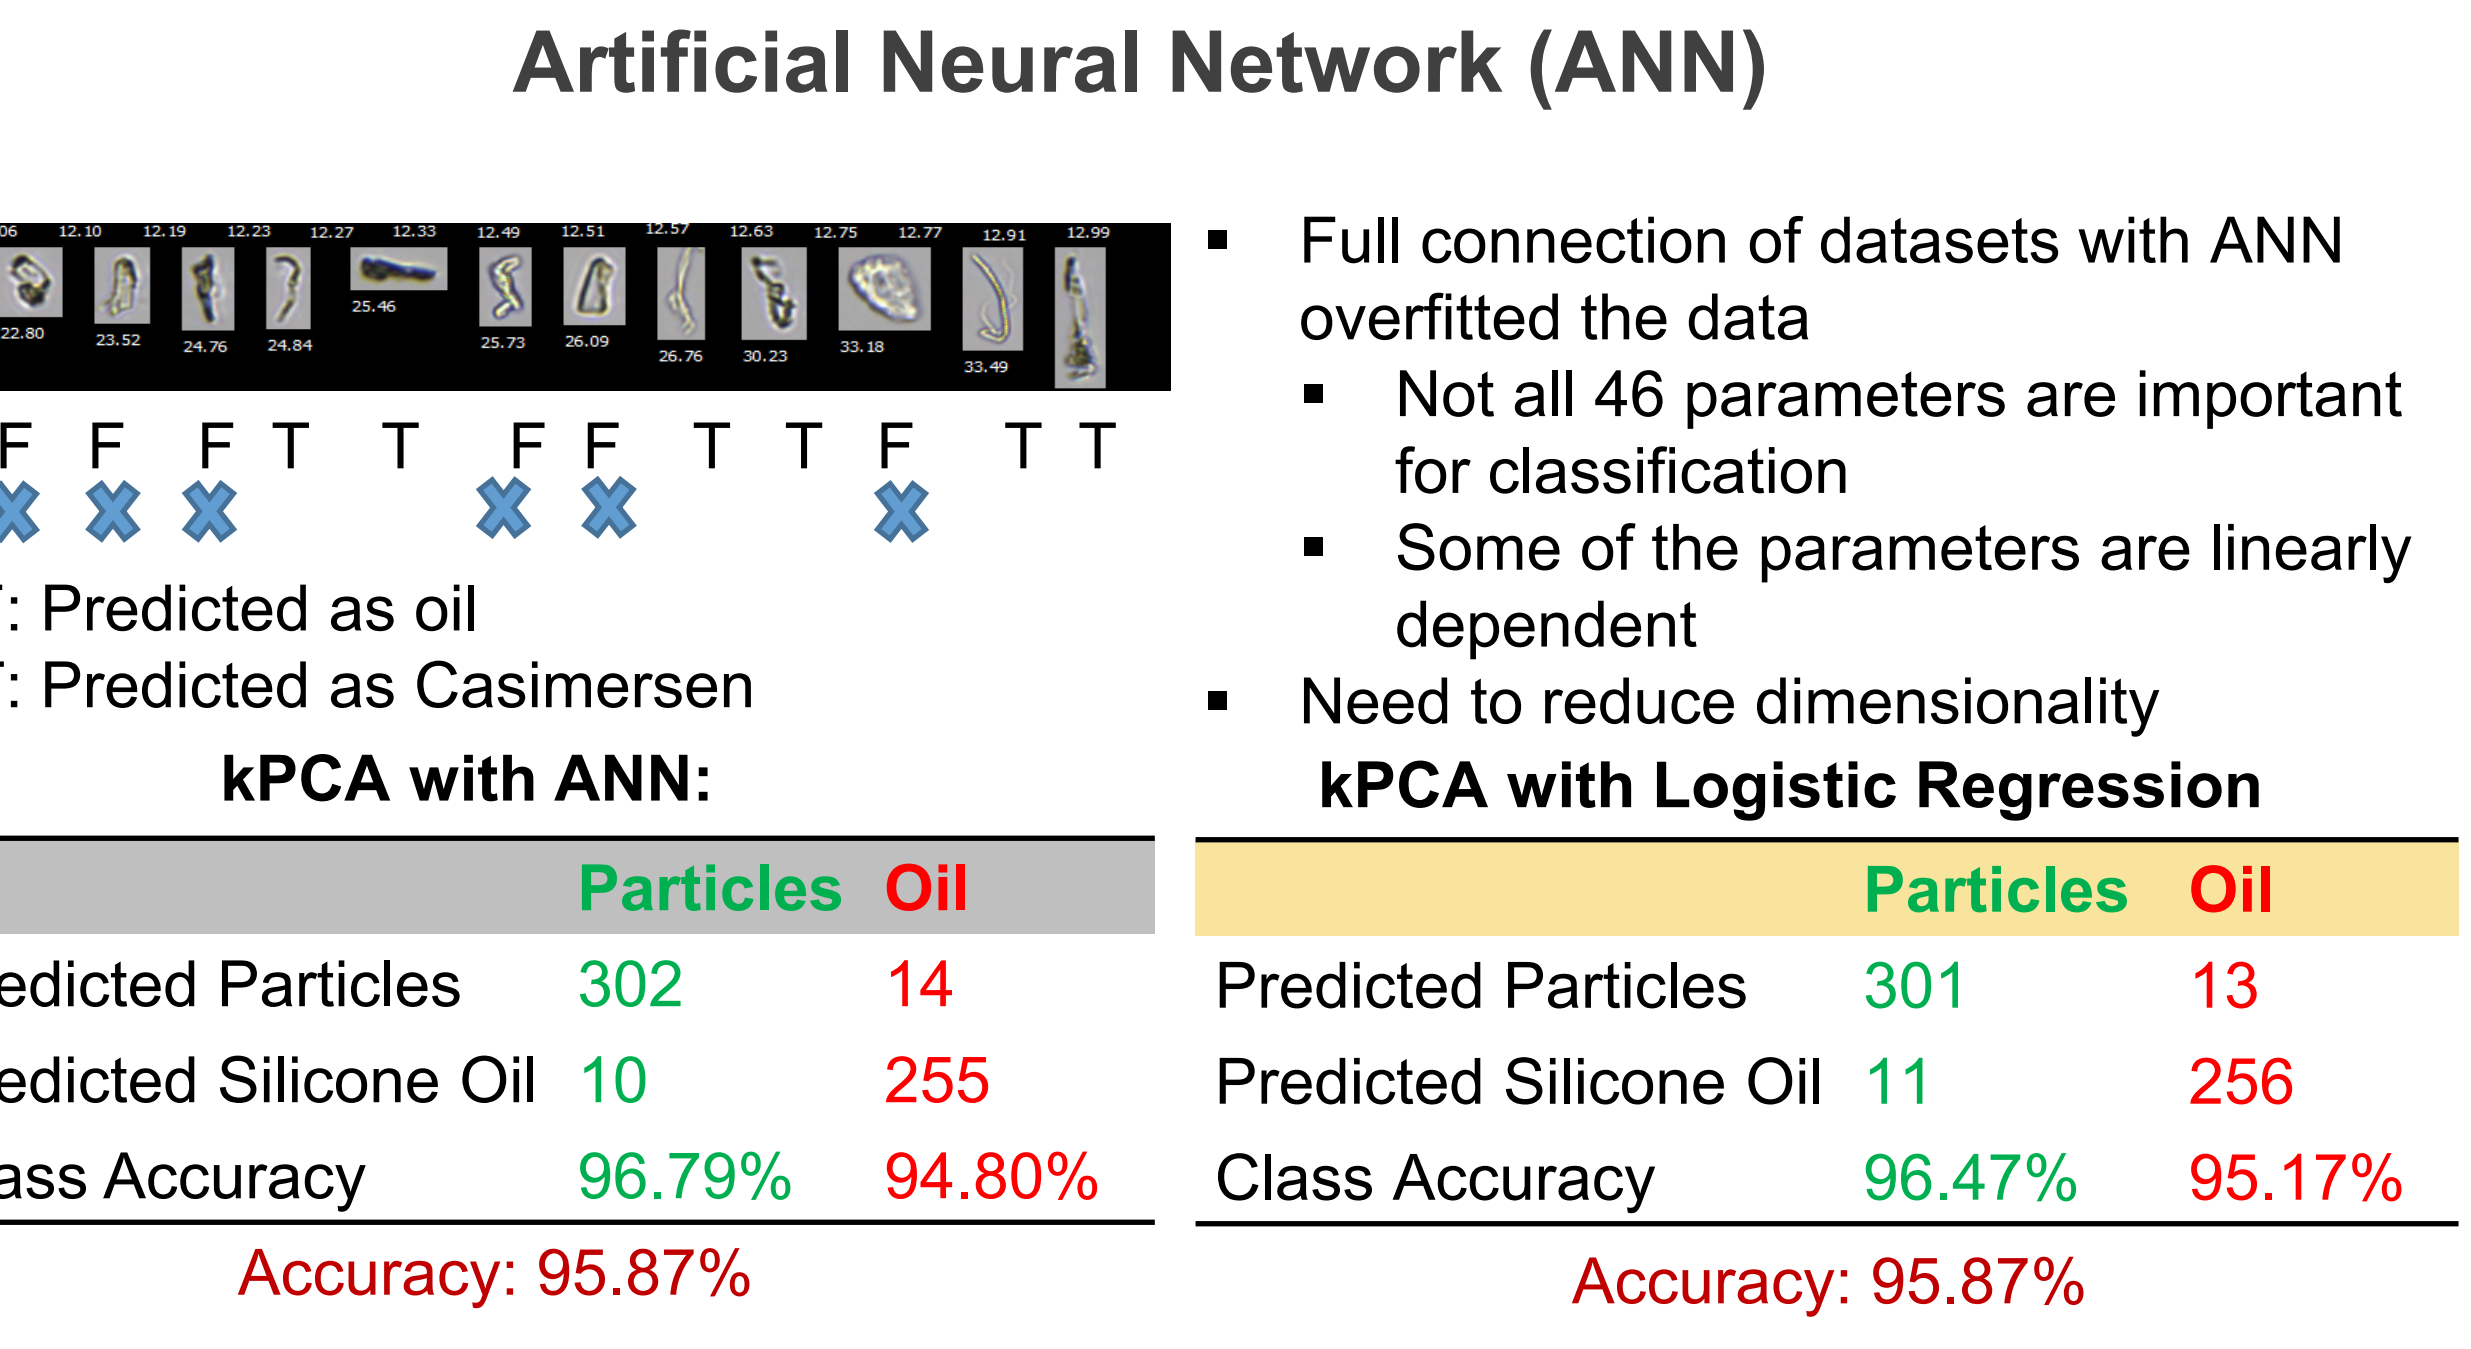 Artificial Neural Network (ANN)
06 12.10 12.19 12.23 12.27 12.33 12.49 12.51 12.57 12.63 12.75 12.77 12.91 12.99
22.80 23.52 24.76 24.84 25.46 25.73 26.09 26.76 30.23 33.18 33.49
F F F T T F F T T F T T
: Predicted as oil
: Predicted as Casimersen
▪ Full connection of datasets with ANN
overfitted the data
▪ Not all 46 parameters are important
for classification
▪ Some of the parameters are linearly
dependent
▪ Need to reduce dimensionality
kPCA with ANN:
Particles Oil
edicted Particles 302 14
edicted Silicone Oil 10 255
ass Accuracy 96.79% 94.80%
Accuracy: 95.87%
kPCA with Logistic Regression
Particles Oil
Predicted Particles 301 13
Predicted Silicone Oil 11 256
Class Accuracy 96.47% 95.17%
Accuracy: 95.87%